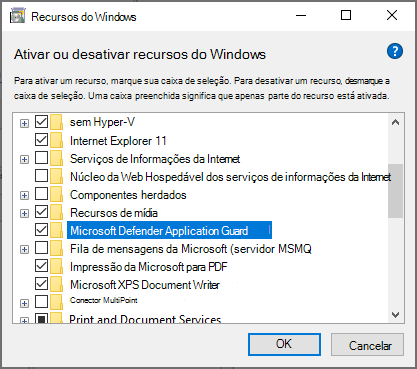 Recursos do Windows
Ativar ou desativar recursos do Windows
Para ativar um recurso, marque sua caixa de seleção. Para desativar um recurso, desmarque a
caixa de seleção. Uma caixa preenchida significa que apenas parte do recurso está ativada.
sem Hyper-V
Internet Explorer 11
Serviços de Informações da Internet
Núcleo da Web Hospedável dos serviços de informações da Internet
Componentes herdados
Recursos de mídia
Microsoft Defender Application Guard
Fila de mensagens da Microsoft (servidor MSMQ
Impressão da Microsoft para PDF
Microsoft XPS Document Writer
Conector MultiPoint
Print and Document Services
OK
Cancelar